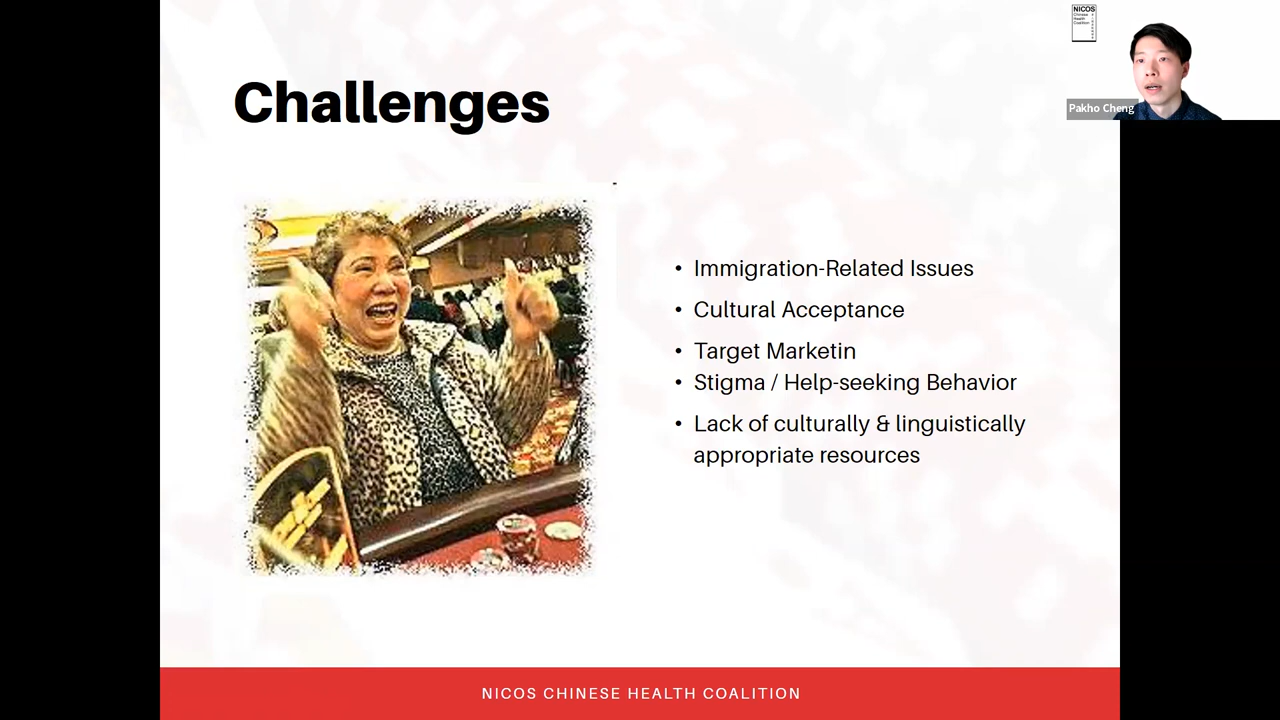 NICOS
Chinese
Health
Coalition
Pakho Cheng
Challenges
• Immigration-Related Issues
• Cultural Acceptance
• Target Marketin
• Stigma / Help-seeking Behavior
• Lack of culturally & linguistically
appropriate resources
NICOS CHINESE HEALTH COALITION